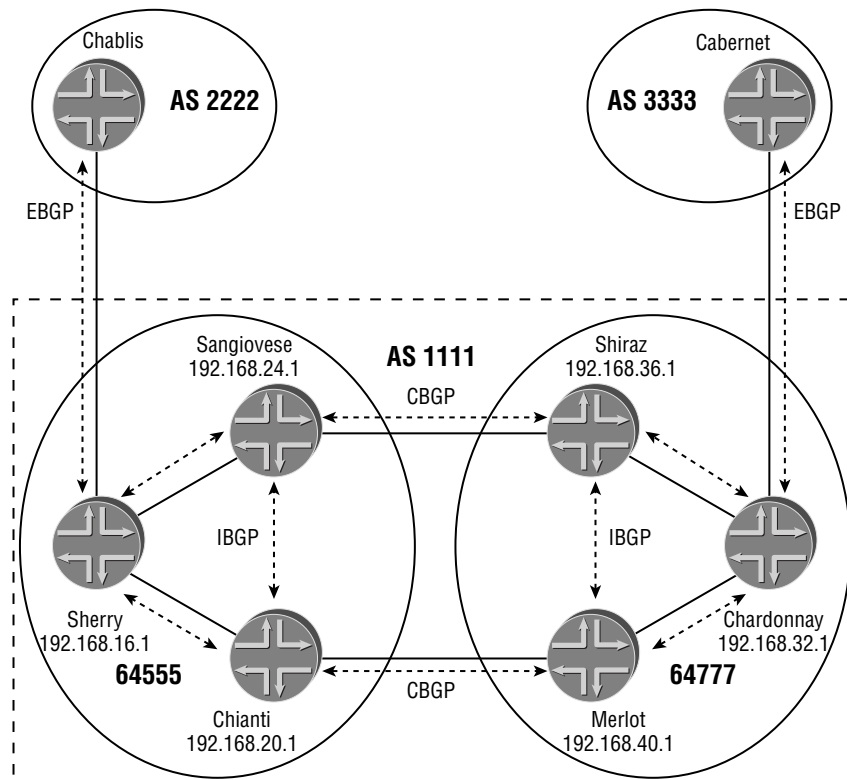 Chablis
AS 2222
Cabernet
AS 3333
EBGP
EBGP
AS 1111
Sangiovese
192.168.24.1
Shiraz
192.168.36.1
CBGP
IBGP
IBGP
Sherry
192.168.16.1
Chardonnay
192.168.32.1
64555
64777
CBGP
Chianti
192.168.20.1
Merlot
192.168.40.1